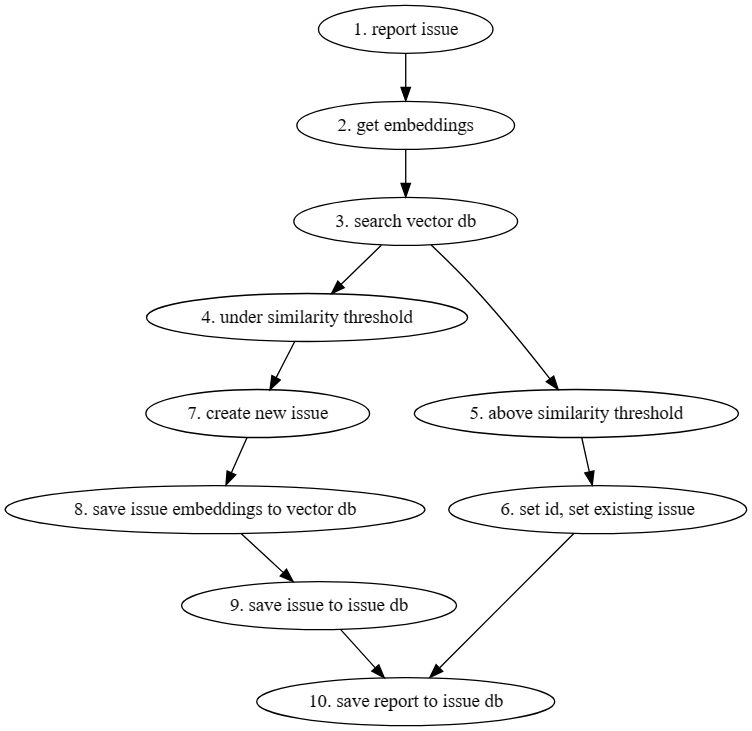 1. report issue
2. get embeddings
3. search vector db
4. under similarity threshold
7. create new issue
5. above similarity threshold
8. save issue embeddings to vector db
6. set id, set existing issue
9. save issue to issue db
10. save report to issue db